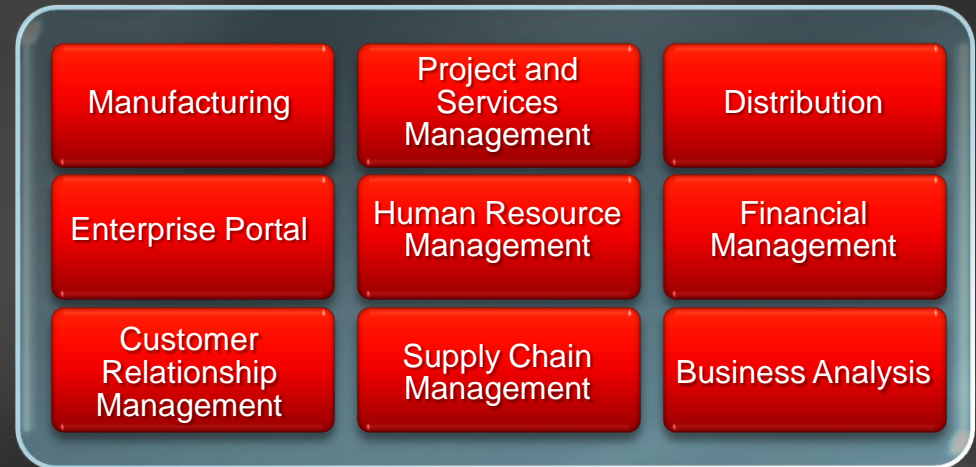 Manufacturing
Project and
Services
Management
Distribution
Enterprise Portal
Human Resource
Management
Financial
Management
Customer
Relationship
Management
Supply Chain
Management
Business Analysis